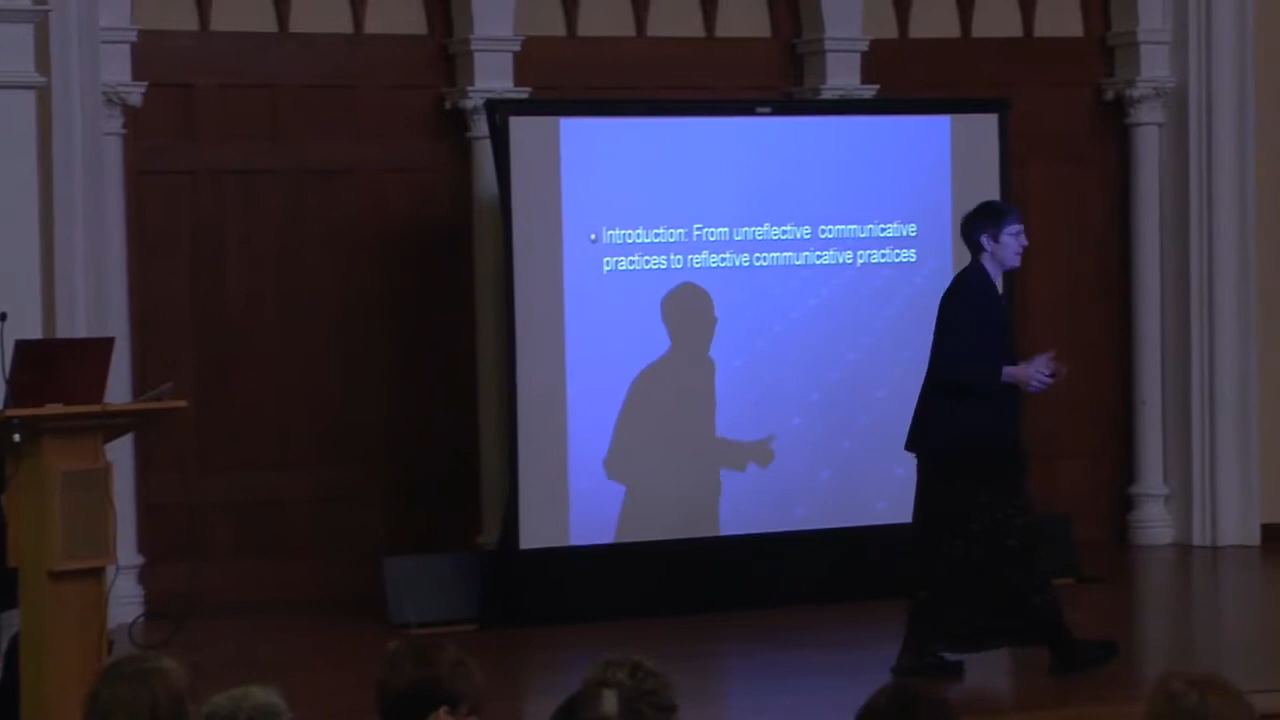 • Introduction: From unreflective communicative
practices to reflective communicative practices